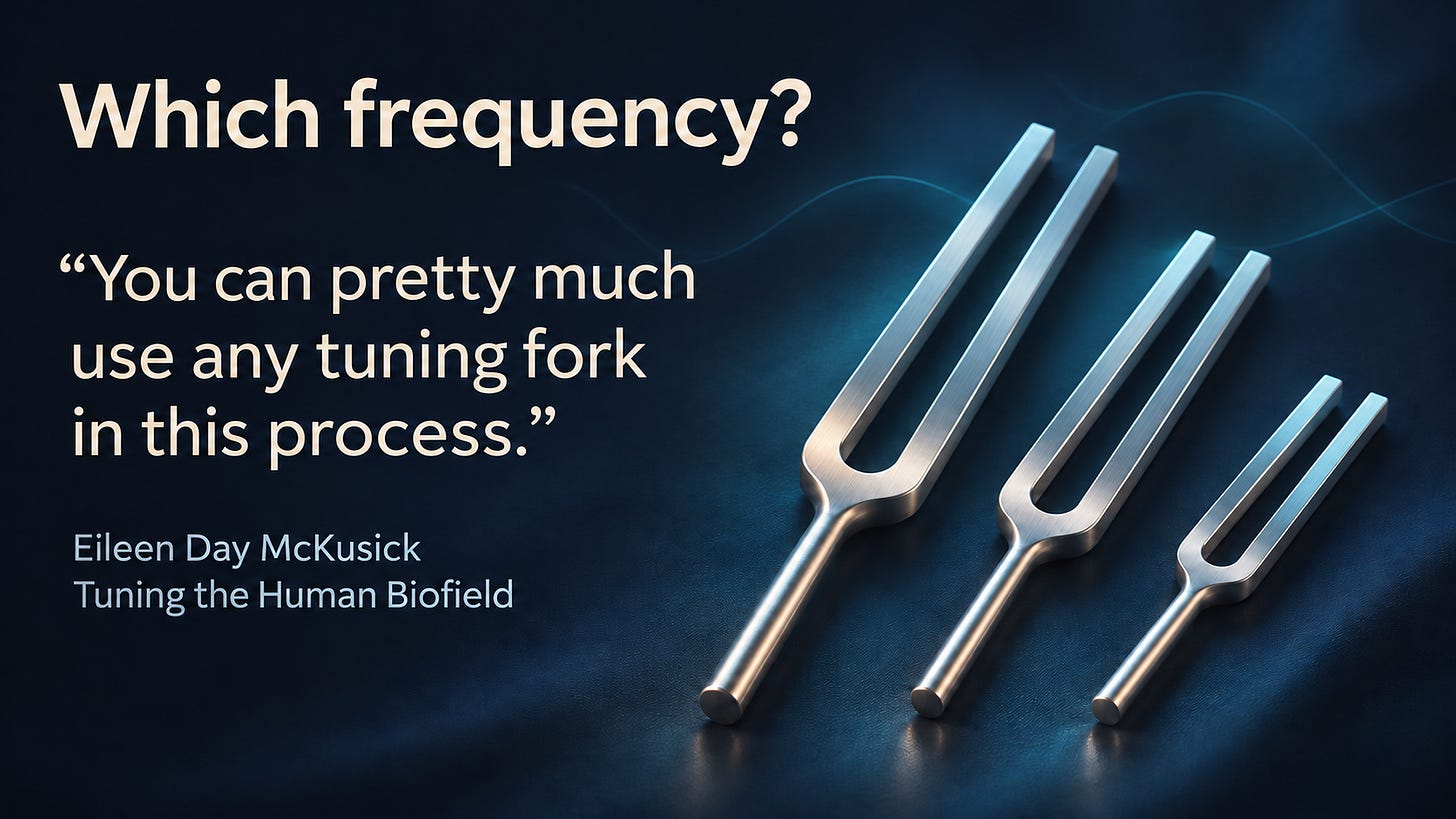 Which frequency?
“You can pretty much
use any tuning fork
in this process.”
Eileen Day McKusick
Tuning the Human Biofield